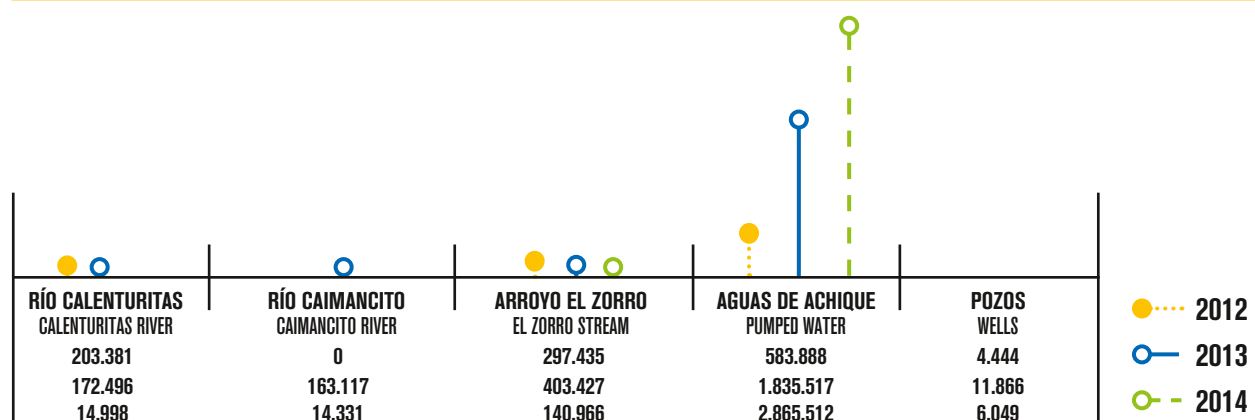 RÍO CALENTURITAS RÍO CAIMANCITO ARROYO EL ZORRO AGUAS DE ACHIQUE POZOS
CALENTURITAS RIVER CAIMANCITO RIVER EL ZORRO STREAM PUMPED WATER WELLS
203.381 0 297.435 583.888 4.444
172.496 163.117 403.427 1.835.517 11.866
14.998 14.331 140.966 2.865.512 6.049
2012
2013
2014